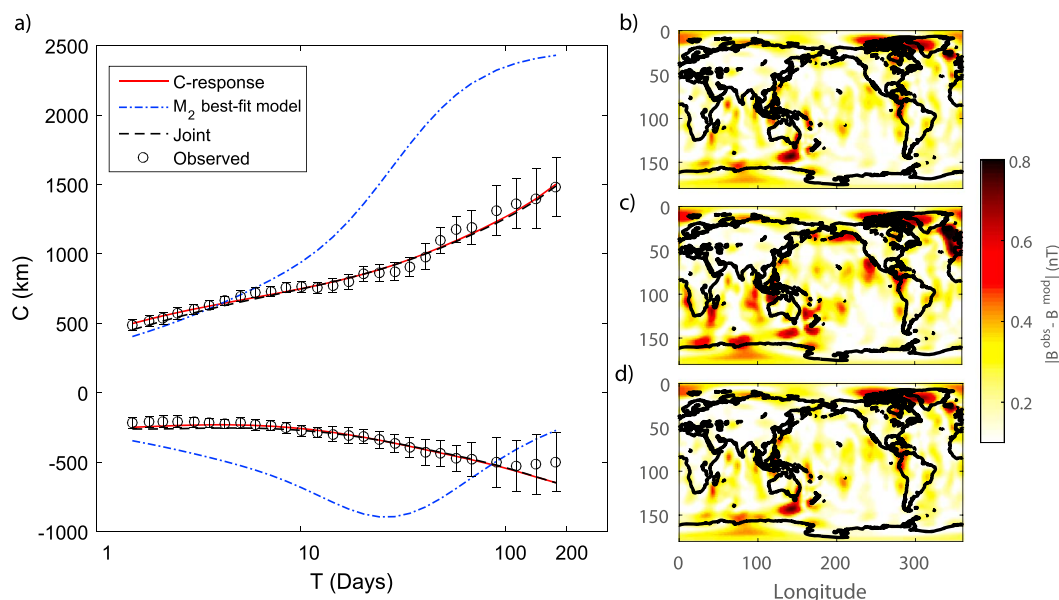 a)
C (km)
2500
2000
1500
1000
500
0
-500
-1000
C-response
M2 best-fit model
Joint
Observed
1
10
100
200
T (Days)
b)
0
50
100
150
c)
0
50
100
150
d)
0
50
100
150
0
100
200
300
Longitude
0.8
0.6
0.4
0.2
|B obs - B mod| (nT)